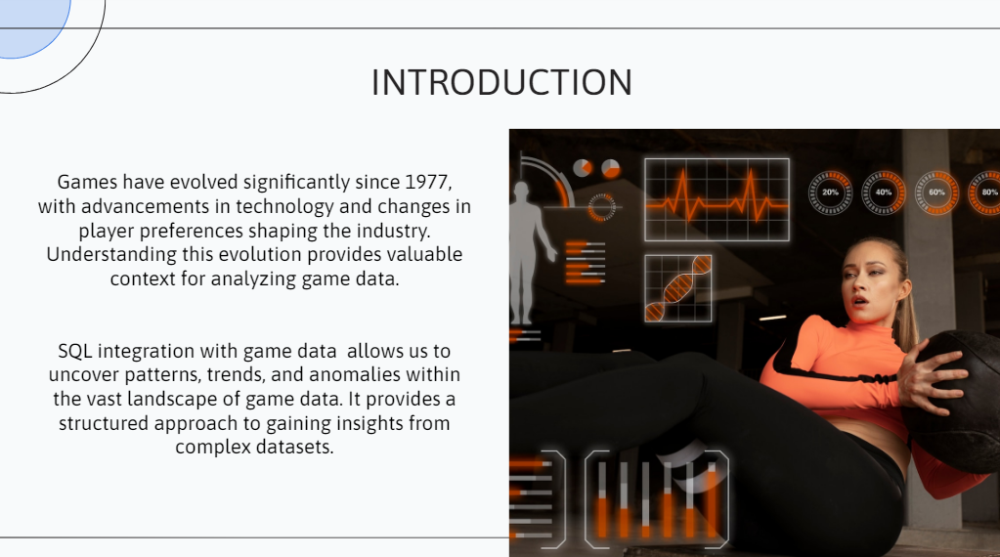 INTRODUCTION
Games have evolved significantly since 1977,
with advancements in technology and changes in
player preferences shaping the industry.
Understanding this evolution provides valuable
context for analyzing game data.
SQL integration with game data  allows us to
uncover patterns, trends, and anomalies within
the vast landscape of game data. It provides a
structured approach to gaining insights from
complex datasets.
20%
40%
60%
80%